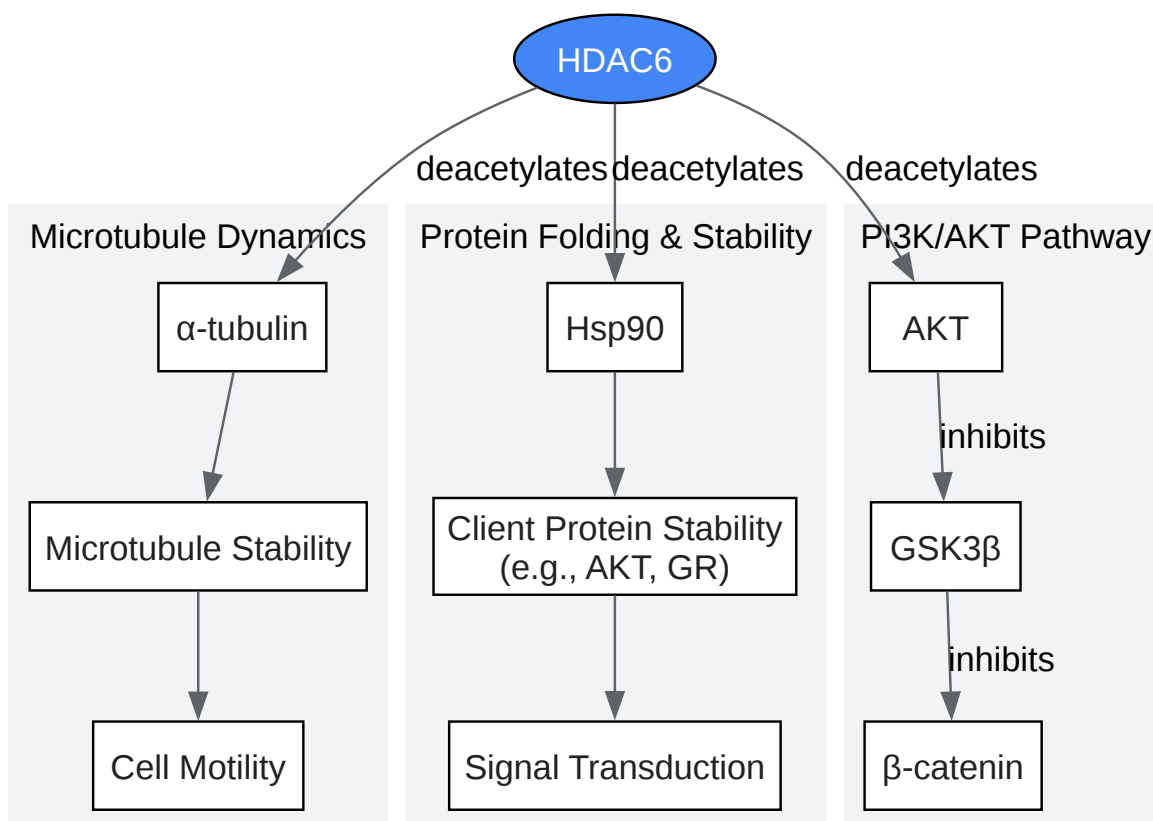 HDAC6
deacetylates
deacetylates
deacetylates
Microtubule Dynamics
Protein Folding & Stability
PI3K/AKT Pathway
α-tubulin
Hsp90
AKT
inhibits
Microtubule Stability
Client Protein Stability
(e.g., AKT, GR)
GSK3β
inhibits
Cell Motility
Signal Transduction
β-catenin